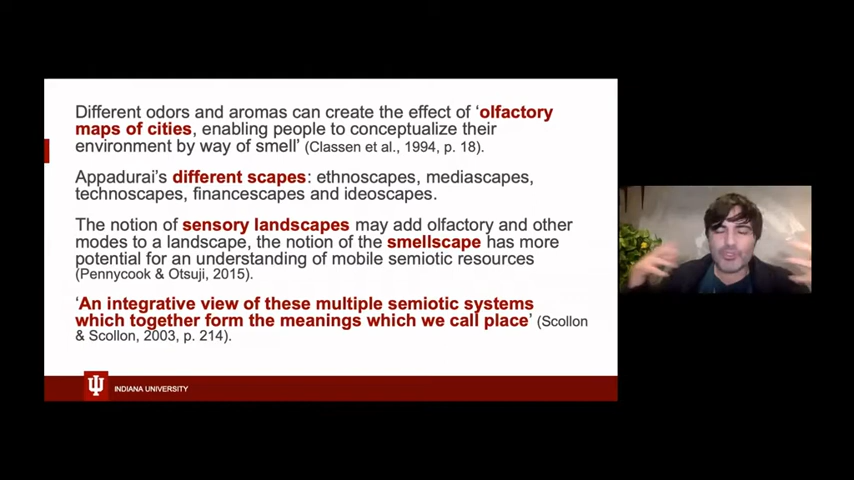 Different odors and aromas can create the effect of ‘olfactory
maps of cities, enabling people to conceptualize their
environment by way of smell’ (Classen et al., 1994, p. 18).
Appadurai’s different scapes: ethnoscapes, mediascapes,
technoscapes, financescapes and ideoscapes.
The notion of sensory landscapes may add olfactory and other
modes to a landscape, the notion of the smellscape has more
potential for an understanding of mobile semiotic resources
(Pennycook & Otsuji, 2015).
‘An integrative view of these multiple semiotic systems
which together form the meanings which we call place’ (Scollon
& Scollon, 2003, p. 214).
INDIANA UNIVERSITY